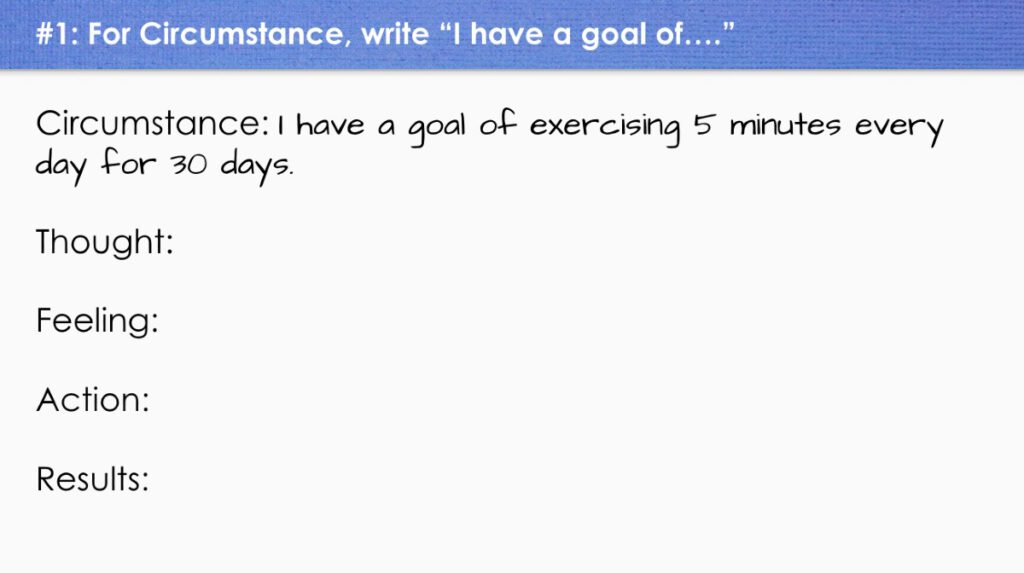 #1: For Circumstance, write “I have a goal of....”
Circumstance: I have a goal of exercising 5 minutes every
day for 30 days.
Thought:
Feeling:
Action:
Results: